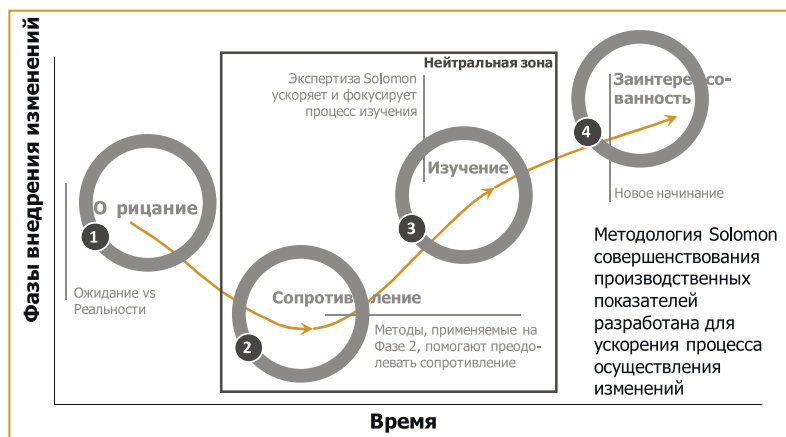 Фазы внедрения изменений
Нейтральная зона
Экспертиза Solomon
ускоряет и фокусирует
процесс изучения
Заинтересо-
ванность
4
Новое начинание
Изучение
3
Отрицание
1
Ожидание vs
Реальности
Сопротивление
2
Методы, применяемые на
Фазе 2, помогают преодо-
левать сопротивление
Методология Solomon
совершенствования
производственных
показателей
разработана для
ускорения процесса
осуществления
изменений
Время